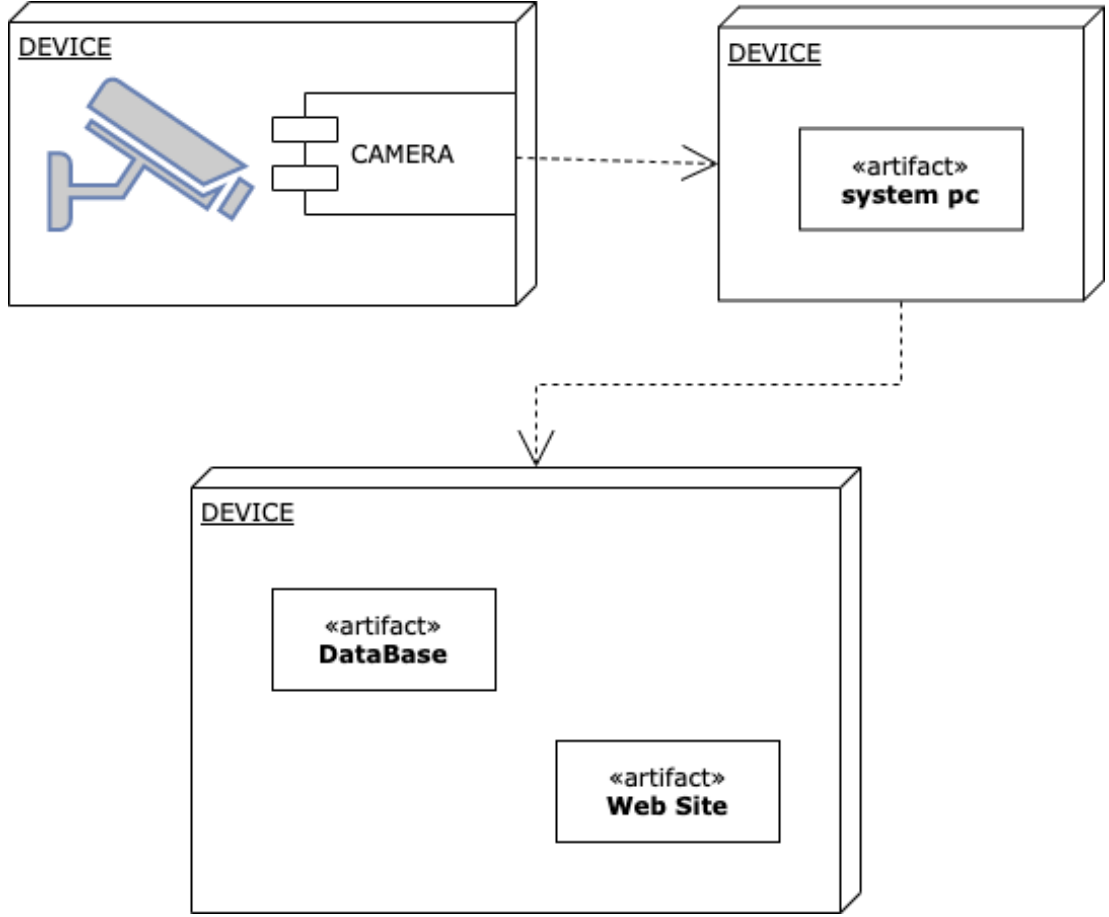 DEVICE
CAMERA
DEVICE
«artifact»
system pc
DEVICE
«artifact»
DataBase
«artifact»
Web Site